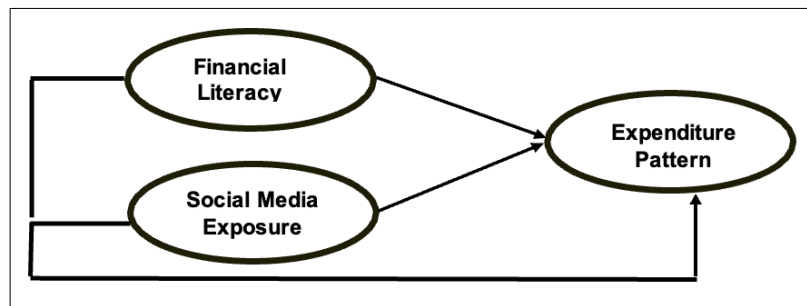 Financial
Literacy
Social Media
Exposure
Expenditure
Pattern